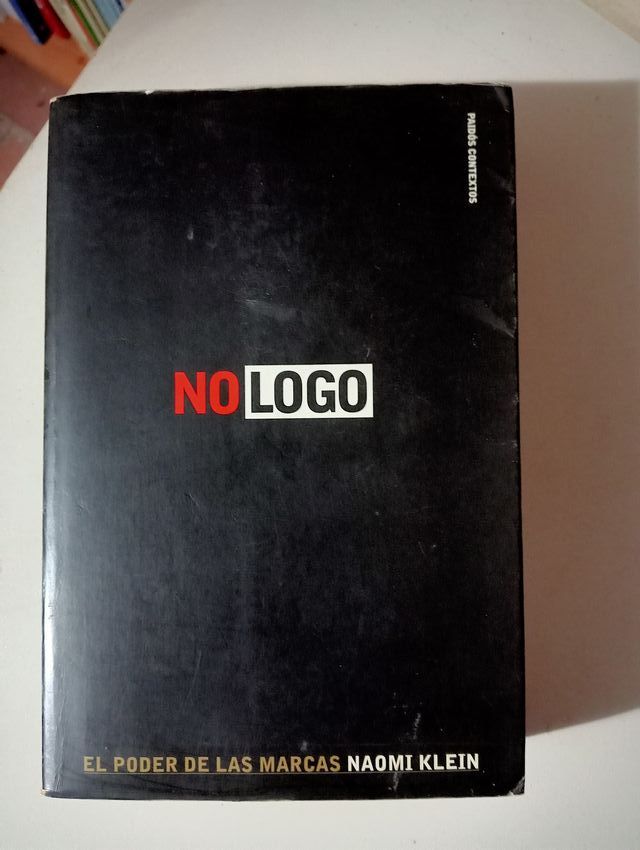 PAIDÓS CONTEXTOS
NO LOGO
EL PODER DE LAS MARCAS NAOMI KLEIN